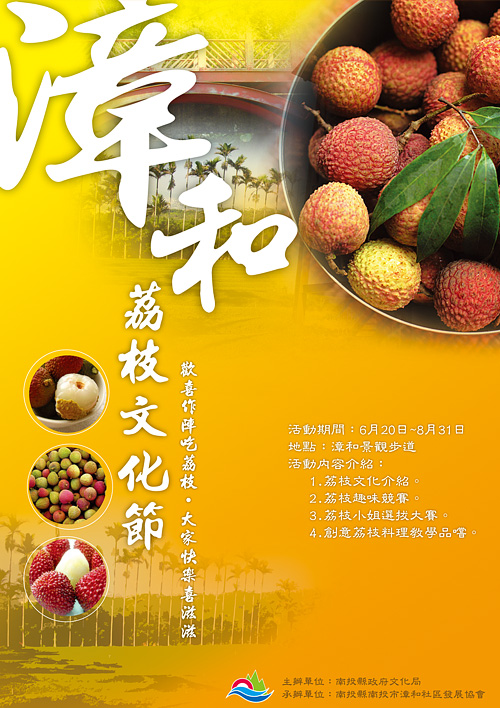 漳和
荔枝文化節
歡喜作陣吃荔枝・大家快樂喜滋滋
活動期間：6月20日~8月31日
地點：漳和景觀步道
活動內容介紹：
1.荔枝文化介紹。
2.荔枝趣味競賽。
3.荔枝小姐選拔大賽。
4.創意荔枝料理教學品嚐。
主辦單位：南投縣政府文化局
承辦單位：南投縣南投市漳和社區發展協會